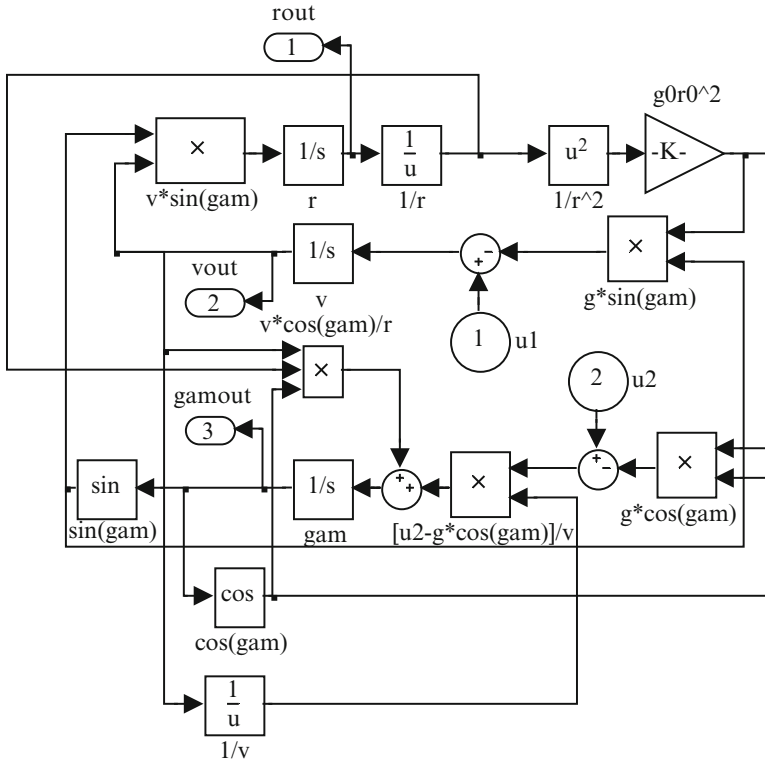 rout
1
g0r0^2
×
1/s
1
u
u²
-K-
v*sin(gam)
r
1/r
1/r^2
vout
2
1/s
v
-
+
×
g*sin(gam)
1
u1
v*cos(gam)/r
×
2
u2
gamout
3
sin
sin(gam)
1/s
gam
+
+
×
[u2-g*cos(gam)]/v
+
-
×
g*cos(gam)
cos
cos(gam)
1
u
1/v